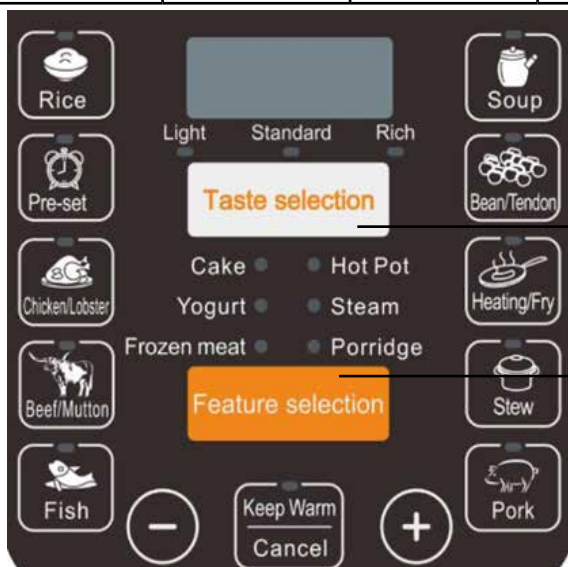 Rice
Soup
Light Standard Rich
Pre-set
Taste selection
Bean/Tendon
Cake Hot Pot
Chicken/Lobster
Yogurt Steam
Heating/Fry
Frozen meat Porridge
Beef/Mutton
Feature selection
Stew
Fish
Keep Warm
Cancel
Pork
- +